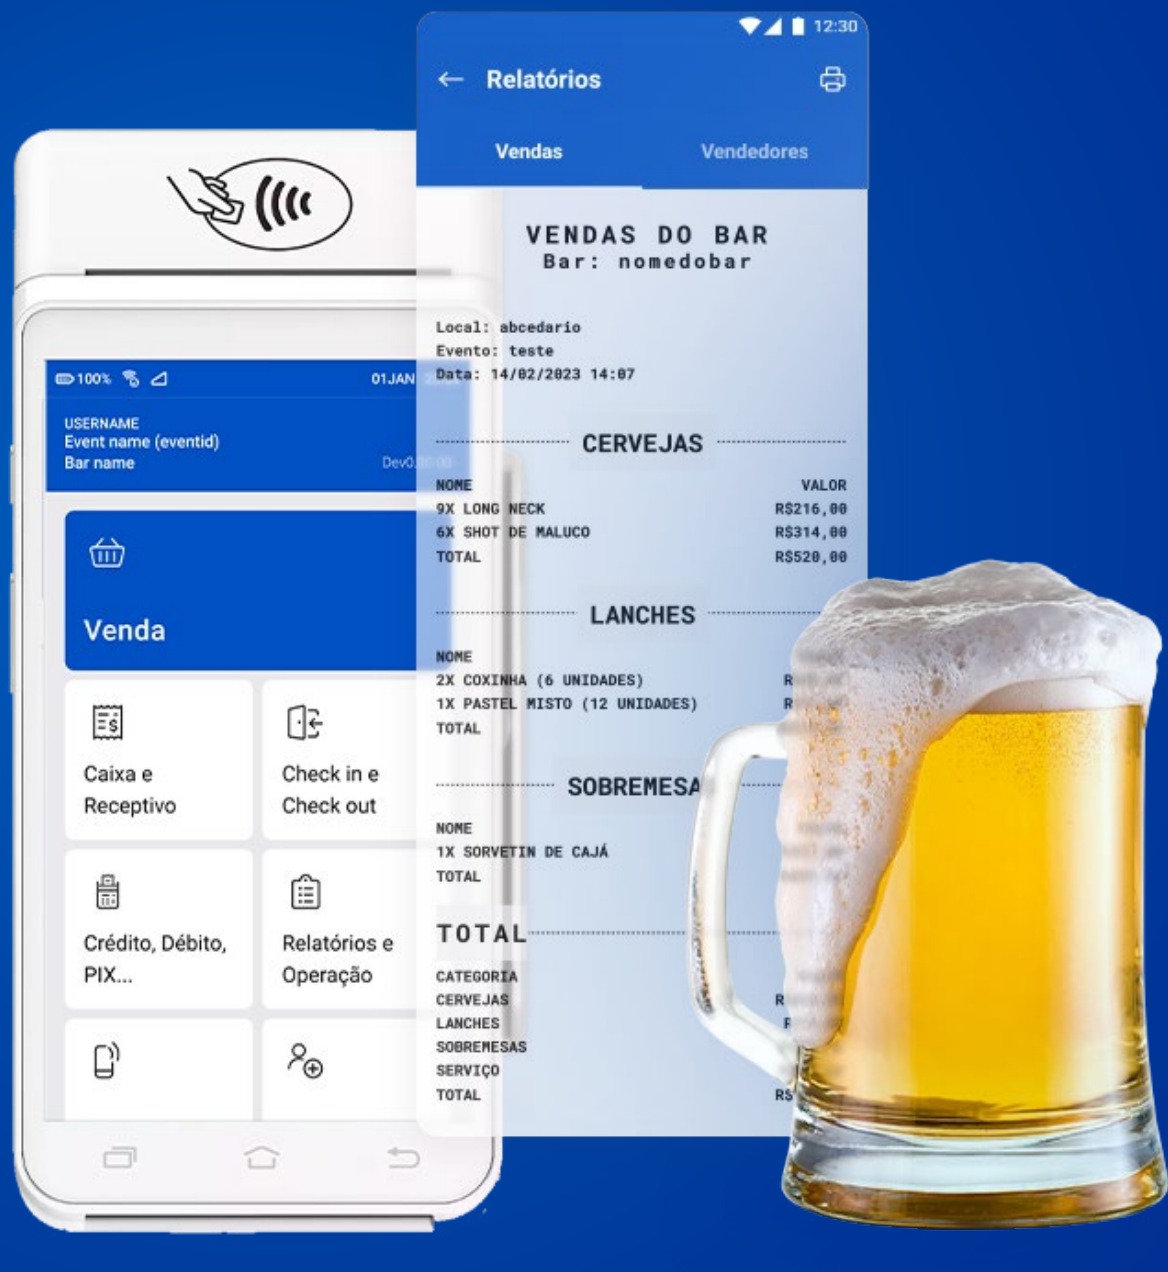 12:30
Relatórios
Vendas Vendedores
VENDAS DO BAR
Bar: nomedobar
Local: abcedario
Evento: teste
Data: 14/02/2023 14:07
CERVEJAS
NOME VALOR
9X LONG NECK R$216,00
6X SHOT DE MALUCO R$314,00
TOTAL R$520,00
LANCHES
NOME
2X COXINHA (6 UNIDADES)
1X PASTEL MISTO (12 UNIDADES)
TOTAL
SOBREMESA
NOME
1X SORVETIN DE CAJÁ
TOTAL
TOTAL
CATEGORIA
CERVEJAS
LANCHES
SOBREMESAS
SERVIÇO
TOTAL
100% 01JAN
USERNAME
Event name (eventid)
Bar name
Venda
Caixa e
Receptivo
Check in e
Check out
Crédito, Débito,
PIX...
Relatórios e
Operação